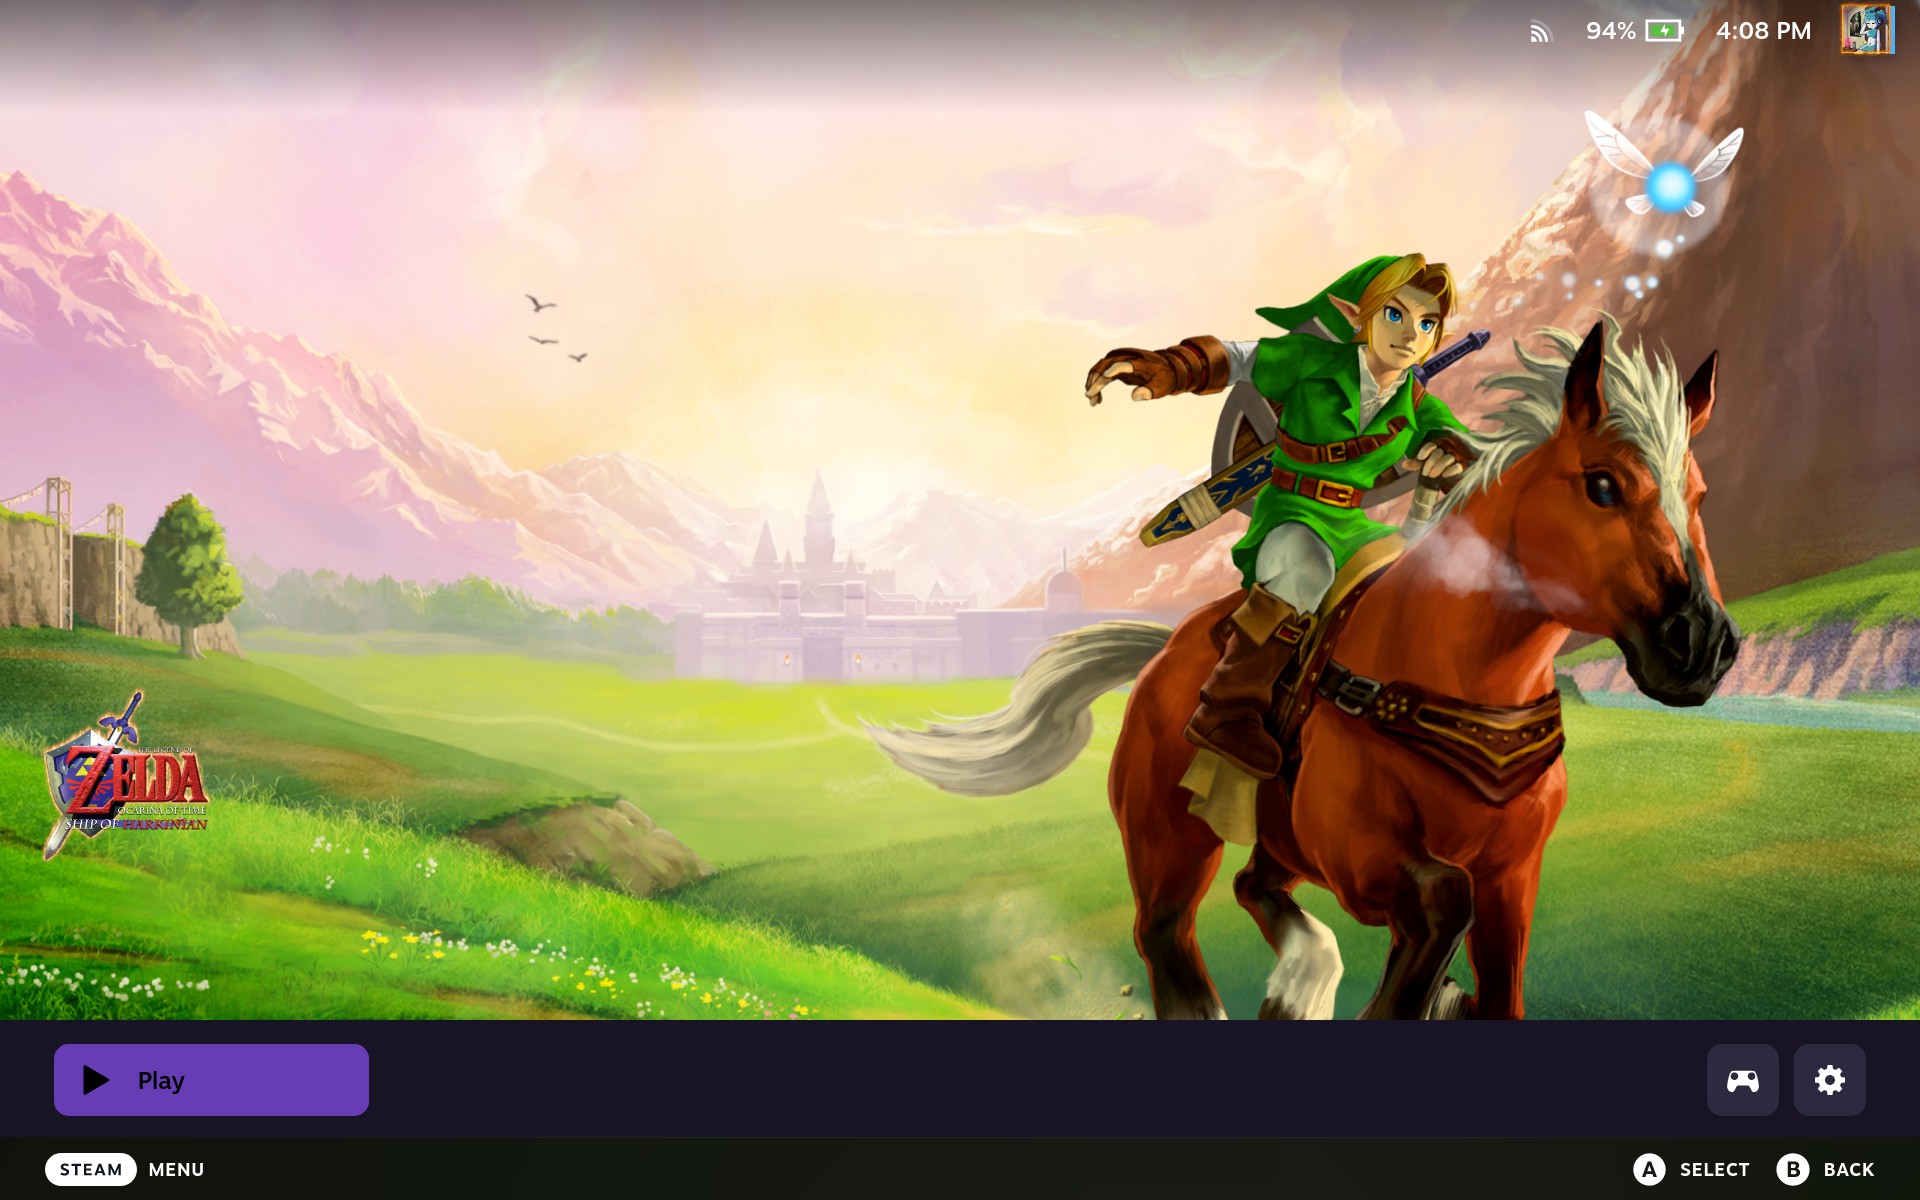 94%
4:08 PM
THE LEGEND OF
ZELDA
OCARINA OF TIME
SHIP OF HARKINIAN
Play
STEAM MENU
A SELECT B BACK